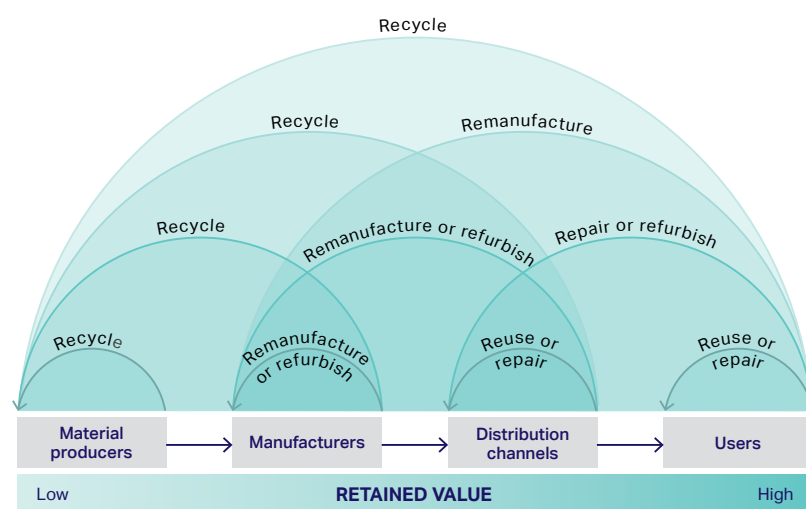 Recycle
Recycle
Remanufacture
Recycle
Remanufacture or refurbish
Repair or refurbish
Recycle
Remanufacture
or refurbish
Reuse or
repair
Reuse or
repair
Material
producers
Manufacturers
Distribution
channels
Users
Low
RETAINED VALUE
High